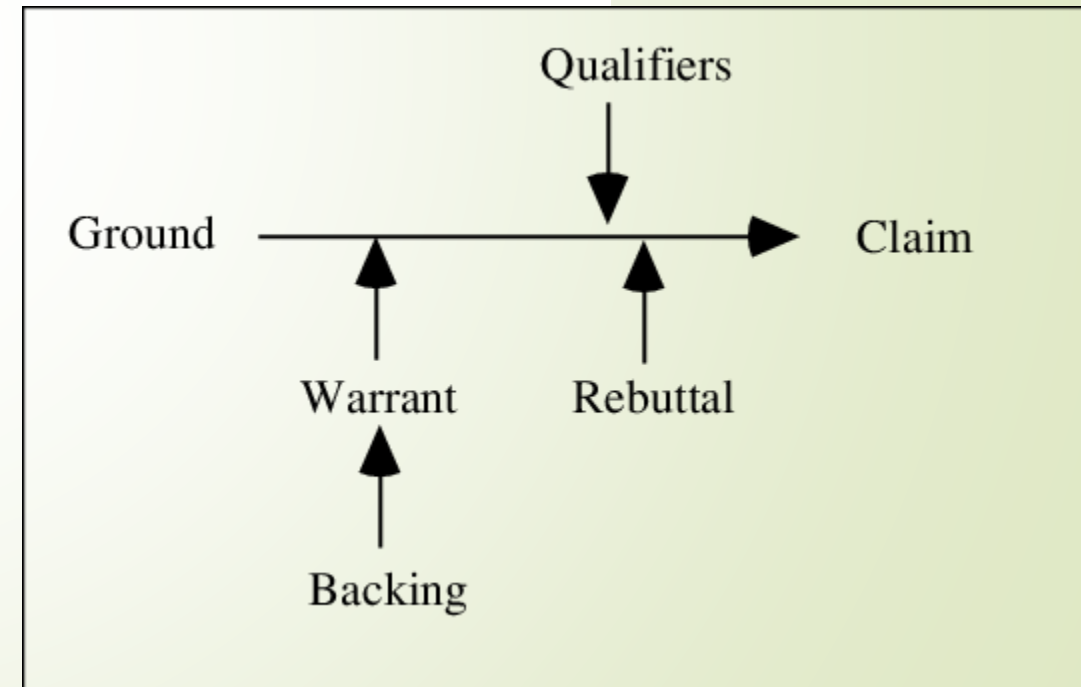 Qualifiers
Ground
Claim
Warrant
Rebuttal
Backing